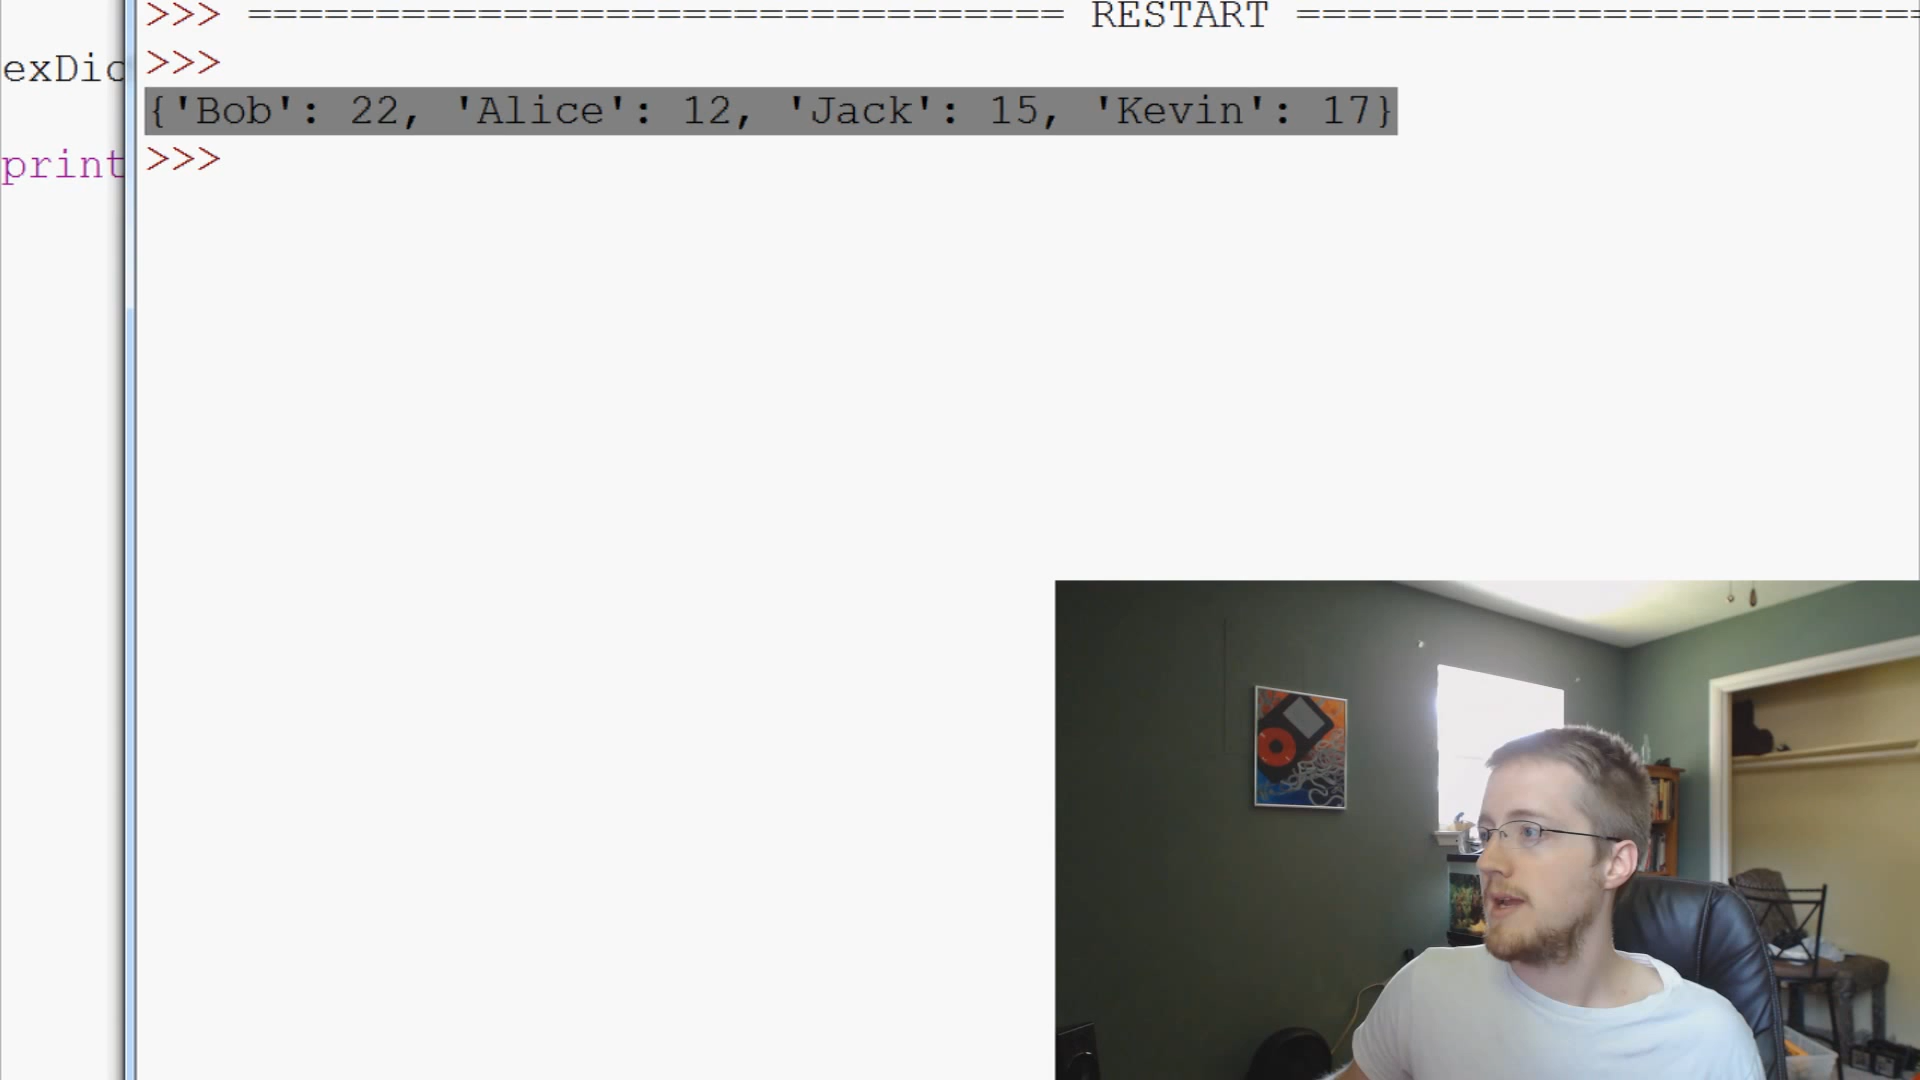 >>> ================================ RESTART ========================
>>>
{'Bob': 22, 'Alice': 12, 'Jack': 15, 'Kevin': 17}
>>>
exDic
print